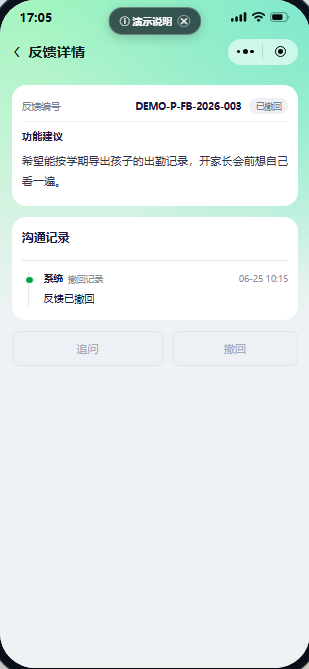 17:05
演示说明
反馈详情
反馈编号 DEMO-P-FB-2026-003 已撤回
功能建议
希望能按学期导出孩子的出勤记录，开家长会前想自己
看一遍。
沟通记录
系统 撤回记录 06-25 10:15
反馈已撤回
追问 撤回